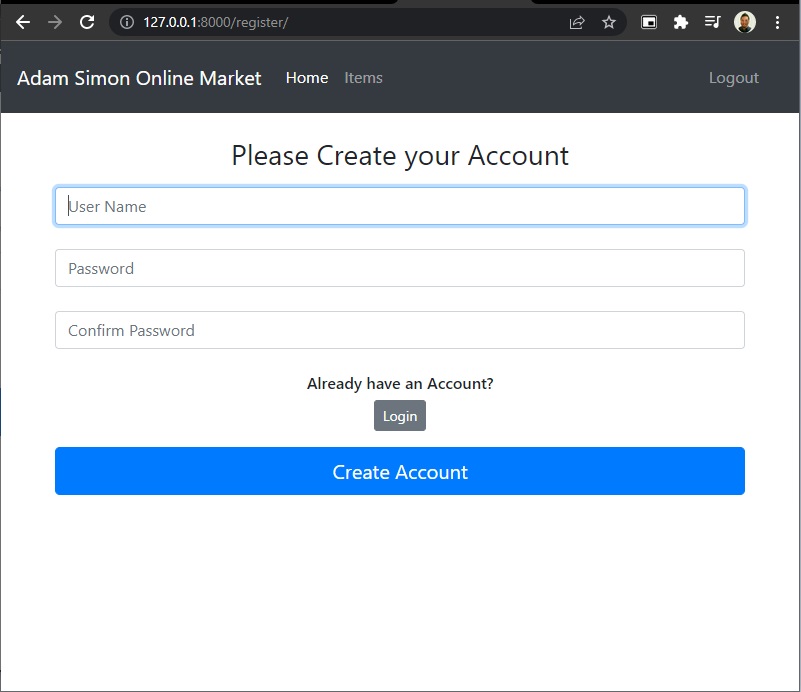 127.0.0.1:8000/register/
Adam Simon Online Market Home Items Logout
Please Create your Account
User Name
Password
Confirm Password
Already have an Account?
Login
Create Account